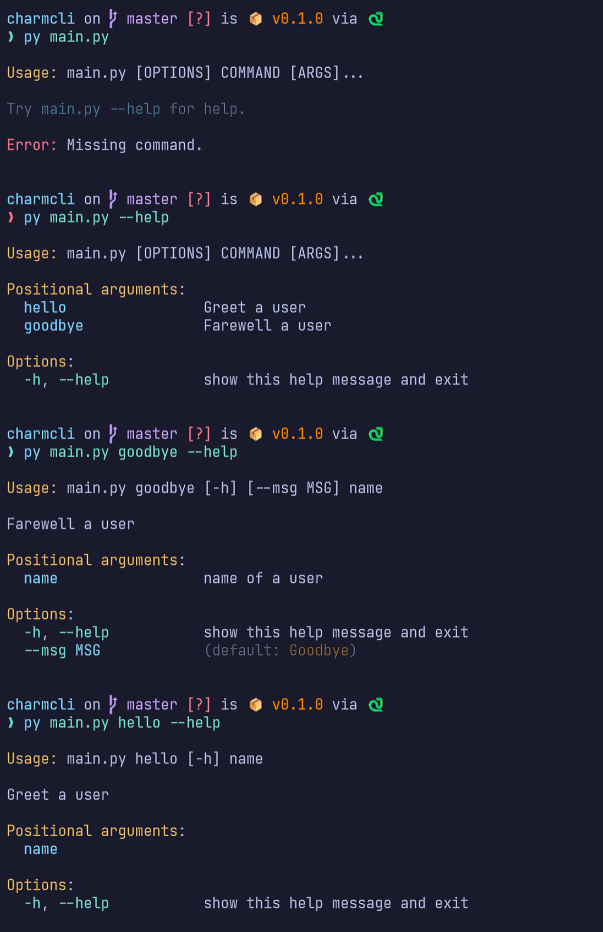 charmcli on master [?] is 📦 v0.1.0 via
❱ py main.py
Usage: main.py [OPTIONS] COMMAND [ARGS]...
Try main.py --help for help.
Error: Missing command.
charmcli on master [?] is 📦 v0.1.0 via
❱ py main.py --help
Usage: main.py [OPTIONS] COMMAND [ARGS]...
Positional arguments:
hello Greet a user
goodbye Farewell a user
Options:
-h, --help show this help message and exit
charmcli on master [?] is 📦 v0.1.0 via
❱ py main.py goodbye --help
Usage: main.py goodbye [-h] [--msg MSG] name
Farewell a user
Positional arguments:
name name of a user
Options:
-h, --help show this help message and exit
--msg MSG (default: Goodbye)
charmcli on master [?] is 📦 v0.1.0 via
❱ py main.py hello --help
Usage: main.py hello [-h] name
Greet a user
Positional arguments:
name
Options:
-h, --help show this help message and exit